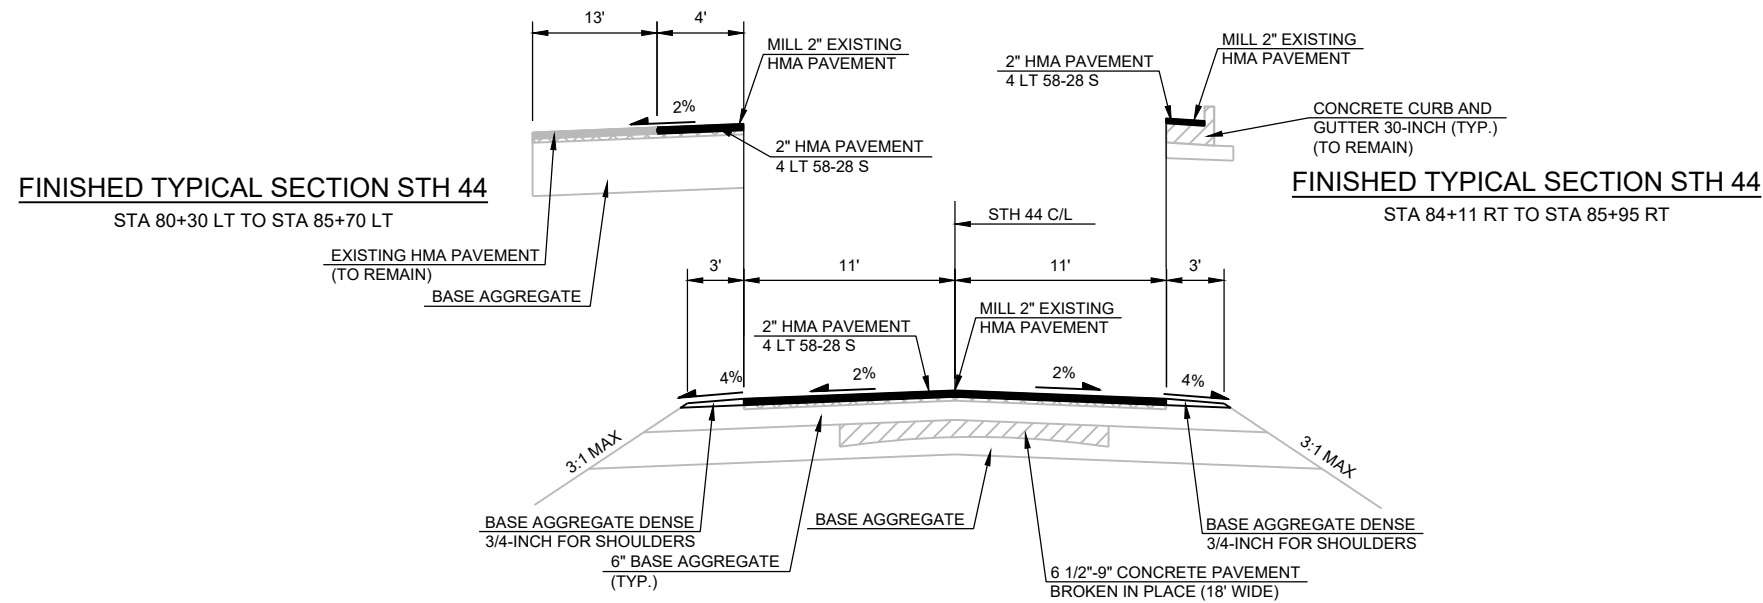 13'
4'
MILL 2" EXISTING
HMA PAVEMENT
2%
2" HMA PAVEMENT
4 LT 58-28 S
FINISHED TYPICAL SECTION STH 44
STA 80+30 LT TO STA 85+70 LT
EXISTING HMA PAVEMENT
(TO REMAIN)
BASE AGGREGATE
MILL 2" EXISTING
HMA PAVEMENT
2" HMA PAVEMENT
4 LT 58-28 S
CONCRETE CURB AND
GUTTER 30-INCH (TYP.)
(TO REMAIN)
FINISHED TYPICAL SECTION STH 44
STA 84+11 RT TO STA 85+95 RT
STH 44 C/L
3'
11'
11'
3'
MILL 2" EXISTING
HMA PAVEMENT
2" HMA PAVEMENT
4 LT 58-28 S
4%
2%
2%
4%
3:1 MAX
3:1 MAX
BASE AGGREGATE DENSE
3/4-INCH FOR SHOULDERS
6" BASE AGGREGATE
(TYP.)
BASE AGGREGATE
BASE AGGREGATE DENSE
3/4-INCH FOR SHOULDERS
6 1/2"-9" CONCRETE PAVEMENT
BROKEN IN PLACE (18' WIDE)